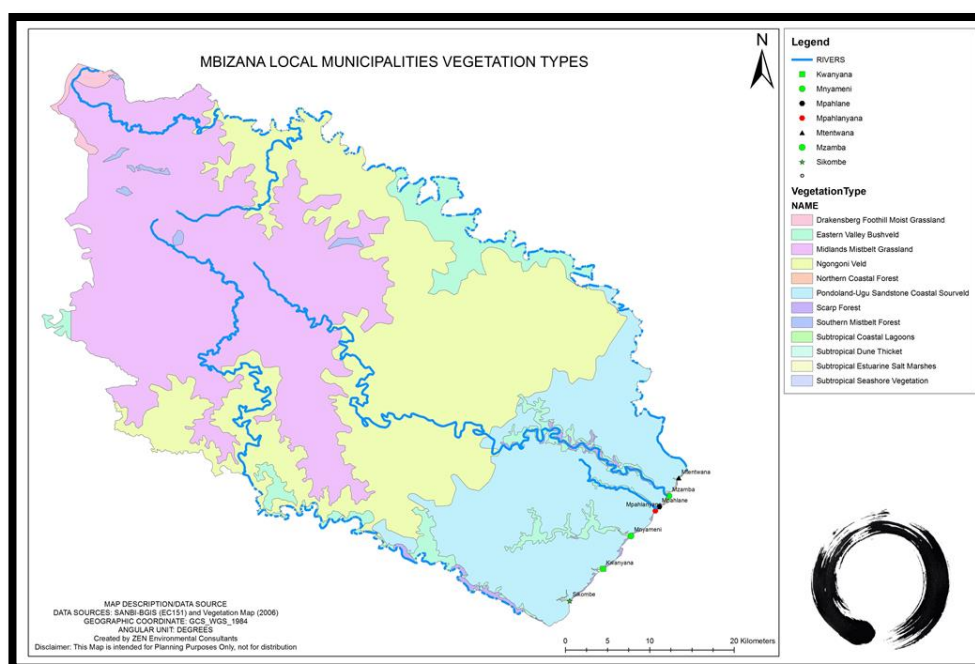 MBIZANA LOCAL MUNICIPALITIES VEGETATION TYPES
N
Mtentwana
Mzamba
Mpahlane
Mpahlanyana
Mnyameni
Kwanyana
Sikombe
MAP DESCRIPTION/DATA SOURCE
DATA SOURCES: SANBI-BGIS (EC151) and Vegetation Map (2006)
GEOGRAPHIC COORDINATE: GCS_WGS_1984
ANGULAR UNIT: DEGREES
Created by ZEN Environmental Consultants
Disclaimer: This Map is intended for Planning Purposes Only, not for distribution
0 5 10 20 Kilometers
Legend
RIVERS
Kwanyana
Mnyameni
Mpahlane
Mpahlanyana
Mtentwana
Mzamba
Sikombe
VegetationType
NAME
Drakensberg Foothill Moist Grassland
Eastern Valley Bushveld
Midlands Mistbelt Grassland
Ngongoni Veld
Northern Coastal Forest
Pondoland-Ugu Sandstone Coastal Sourveld
Scarp Forest
Southern Mistbelt Forest
Subtropical Coastal Lagoons
Subtropical Dune Thicket
Subtropical Estuarine Salt Marshes
Subtropical Seashore Vegetation